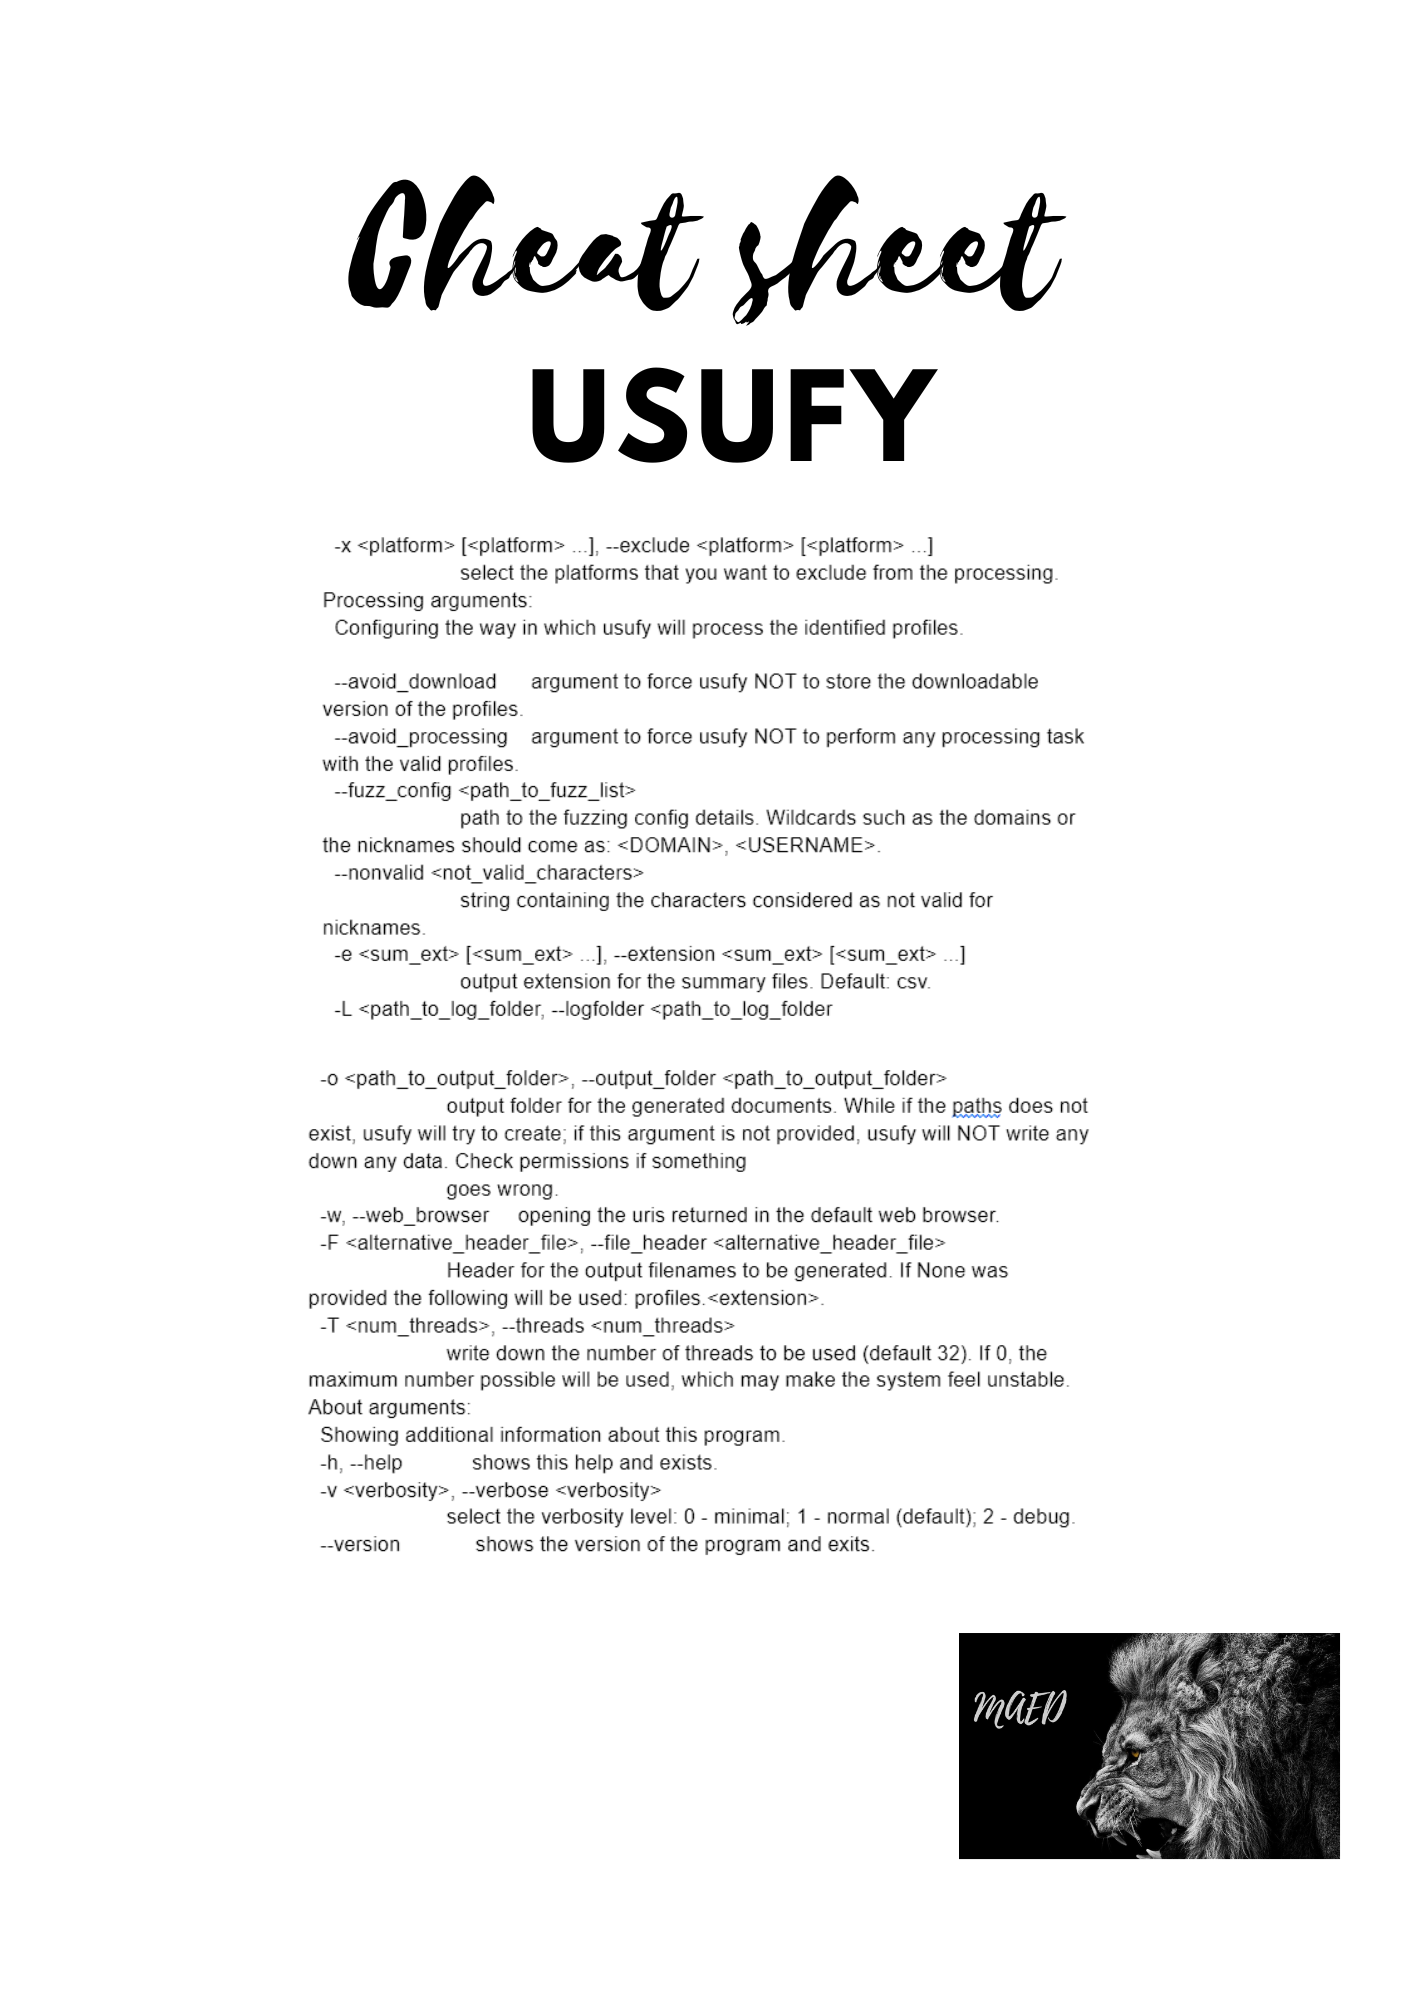 Cheat sheet
USUFY
-x <platform> [<platform> ...], --exclude <platform> [<platform> ...]
select the platforms that you want to exclude from the processing.
Processing arguments:
Configuring the way in which usufy will process the identified profiles.
--avoid_download argument to force usufy NOT to store the downloadable
version of the profiles.
--avoid_processing argument to force usufy NOT to perform any processing task
with the valid profiles.
--fuzz_config <path_to_fuzz_list>
path to the fuzzing config details. Wildcards such as the domains or
the nicknames should come as: <DOMAIN>, <USERNAME>.
--nonvalid <not_valid_characters>
string containing the characters considered as not valid for
nicknames.
-e <sum_ext> [<sum_ext> ...], --extension <sum_ext> [<sum_ext> ...]
output extension for the summary files. Default: csv.
-L <path_to_log_folder, --logfolder <path_to_log_folder
-o <path_to_output_folder>, --output_folder <path_to_output_folder>
output folder for the generated documents. While if the paths does not
exist, usufy will try to create; if this argument is not provided, usufy will NOT write any
down any data. Check permissions if something
goes wrong.
-w, --web_browser opening the uris returned in the default web browser.
-F <alternative_header_file>, --file_header <alternative_header_file>
Header for the output filenames to be generated. If None was
provided the following will be used: profiles.<extension>.
-T <num_threads>, --threads <num_threads>
write down the number of threads to be used (default 32). If 0, the
maximum number possible will be used, which may make the system feel unstable.
About arguments:
Showing additional information about this program.
-h, --help shows this help and exists.
-v <verbosity>, --verbose <verbosity>
select the verbosity level: 0 - minimal; 1 - normal (default); 2 - debug.
--version shows the version of the program and exits.
MAED